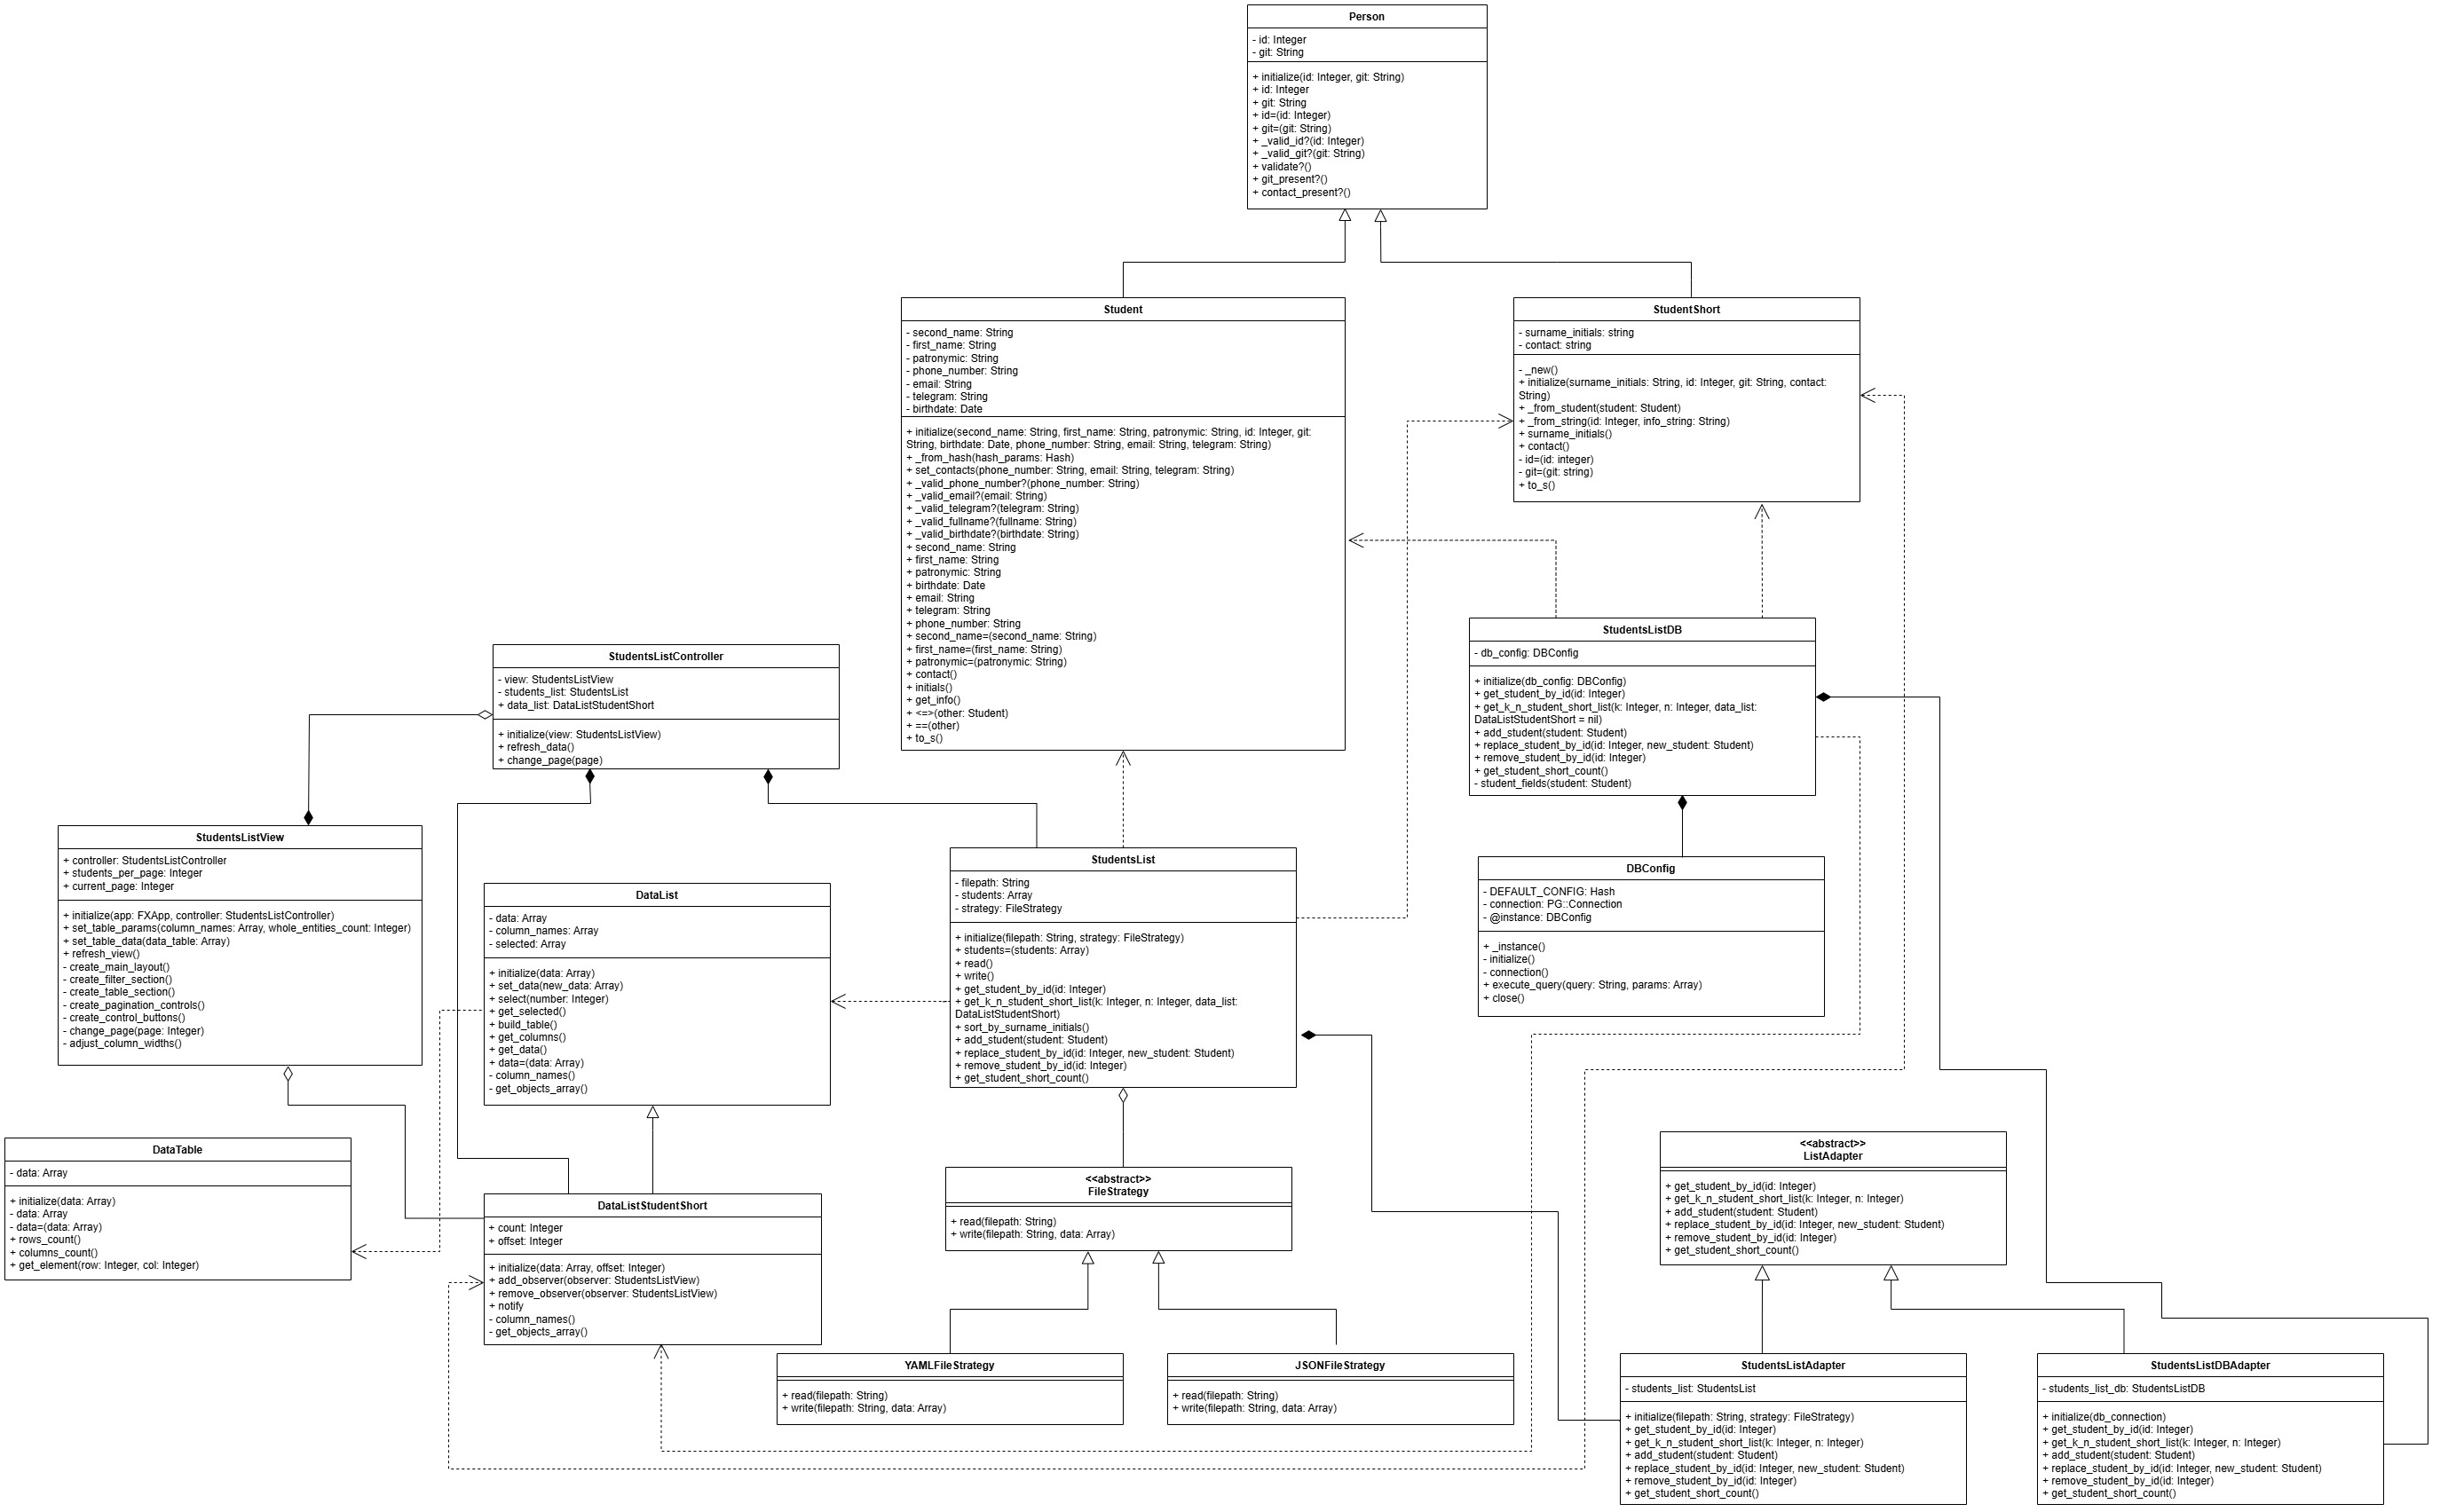 Person
- id: Integer
- git: String
+ initialize(id: Integer, git: String)
+ id: Integer
+ git: String
+ id=(id: Integer)
+ git=(git: String)
+ _valid_id?(id: Integer)
+ _valid_git?(git: String)
+ validate?()
+ git_present?()
+ contact_present?()
Student
- second_name: String
- first_name: String
- patronymic: String
- phone_number: String
- email: String
- telegram: String
- birthdate: Date
+ initialize(second_name: String, first_name: String, patronymic: String, id: Integer, git:
String, birthdate: Date, phone_number: String, email: String, telegram: String)
+ _from_hash(hash_params: Hash)
+ set_contacts(phone_number: String, email: String, telegram: String)
+ _valid_phone_number?(phone_number: String)
+ _valid_email?(email: String)
+ _valid_telegram?(telegram: String)
+ _valid_fullname?(fullname: String)
+ _valid_birthdate?(birthdate: String)
+ second_name: String
+ first_name: String
+ patronymic: String
+ birthdate: Date
+ email: String
+ telegram: String
+ phone_number: String
+ second_name=(second_name: String)
+ first_name=(first_name: String)
+ patronymic=(patronymic: String)
+ contact()
+ initials()
+ get_info()
+ <=>(other: Student)
+ ==(other)
+ to_s()
StudentShort
- surname_initials: string
- contact: string
- _new()
+ initialize(surname_initials: String, id: Integer, git: String, contact:
String)
+ _from_student(student: Student)
+ _from_string(id: Integer, info_string: String)
+ surname_initials()
+ contact()
- id=(id: integer)
- git=(git: string)
+ to_s()
StudentsListDB
- db_config: DBConfig
+ initialize(db_config: DBConfig)
+ get_student_by_id(id: Integer)
+ get_k_n_student_short_list(k: Integer, n: Integer, data_list:
DataListStudentShort = nil)
+ add_student(student: Student)
+ replace_student_by_id(id: Integer, new_student: Student)
+ remove_student_by_id(id: Integer)
+ get_student_short_count()
- student_fields(student: Student)
StudentsListController
- view: StudentsListView
- students_list: StudentsList
+ data_list: DataListStudentShort
+ initialize(view: StudentsListView)
+ refresh_data()
+ change_page(page)
StudentsListView
+ controller: StudentsListController
+ students_per_page: Integer
+ current_page: Integer
+ initialize(app: FXApp, controller: StudentsListController)
+ set_table_params(column_names: Array, whole_entities_count: Integer)
+ set_table_data(data_table: Array)
+ refresh_view()
- create_main_layout()
- create_filter_section()
- create_table_section()
- create_pagination_controls()
- create_control_buttons()
- change_page(page: Integer)
- adjust_column_widths()
DataList
- data: Array
- column_names: Array
- selected: Array
+ initialize(data: Array)
+ set_data(new_data: Array)
+ select(number: Integer)
+ get_selected()
+ build_table()
+ get_columns()
+ get_data()
+ data=(data: Array)
- column_names()
- get_objects_array()
StudentsList
- filepath: String
- students: Array
- strategy: FileStrategy
+ initialize(filepath: String, strategy: FileStrategy)
+ students=(students: Array)
+ read()
+ write()
+ get_student_by_id(id: Integer)
+ get_k_n_student_short_list(k: Integer, n: Integer, data_list:
DataListStudentShort)
+ sort_by_surname_initials()
+ add_student(student: Student)
+ replace_student_by_id(id: Integer, new_student: Student)
+ remove_student_by_id(id: Integer)
+ get_student_short_count()
DBConfig
- DEFAULT_CONFIG: Hash
- connection: PG::Connection
- @instance: DBConfig
+ _instance()
- initialize()
- connection()
+ execute_query(query: String, params: Array)
+ close()
DataTable
- data: Array
+ initialize(data: Array)
- data: Array
- data=(data: Array)
+ rows_count()
+ columns_count()
+ get_element(row: Integer, col: Integer)
DataListStudentShort
+ count: Integer
+ offset: Integer
+ initialize(data: Array, offset: Integer)
+ add_observer(observer: StudentsListView)
+ remove_observer(observer: StudentsListView)
+ notify
- column_names()
- get_objects_array()
<<abstract>>
FileStrategy
+ read(filepath: String)
+ write(filepath: String, data: Array)
<<abstract>>
ListAdapter
+ get_student_by_id(id: Integer)
+ get_k_n_student_short_list(k: Integer, n: Integer)
+ add_student(student: Student)
+ replace_student_by_id(id: Integer, new_student: Student)
+ remove_student_by_id(id: Integer)
+ get_student_short_count()
YAMLFileStrategy
+ read(filepath: String)
+ write(filepath: String, data: Array)
JSONFileStrategy
+ read(filepath: String)
+ write(filepath: String, data: Array)
StudentsListAdapter
- students_list: StudentsList
+ initialize(filepath: String, strategy: FileStrategy)
+ get_student_by_id(id: Integer)
+ get_k_n_student_short_list(k: Integer, n: Integer)
+ add_student(student: Student)
+ replace_student_by_id(id: Integer, new_student: Student)
+ remove_student_by_id(id: Integer)
+ get_student_short_count()
StudentsListDBAdapter
- students_list_db: StudentsListDB
+ initialize(db_connection)
+ get_student_by_id(id: Integer)
+ get_k_n_student_short_list(k: Integer, n: Integer)
+ add_student(student: Student)
+ replace_student_by_id(id: Integer, new_student: Student)
+ remove_student_by_id(id: Integer)
+ get_student_short_count()